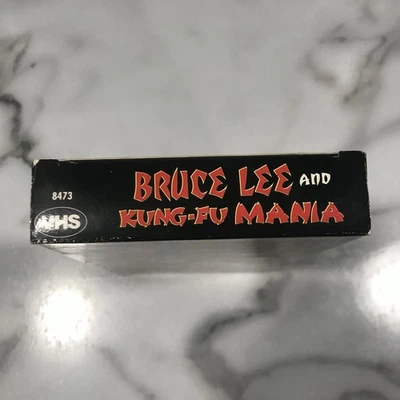 8473
VHS
BRUCE LEE AND
KUNG-FU MANIA